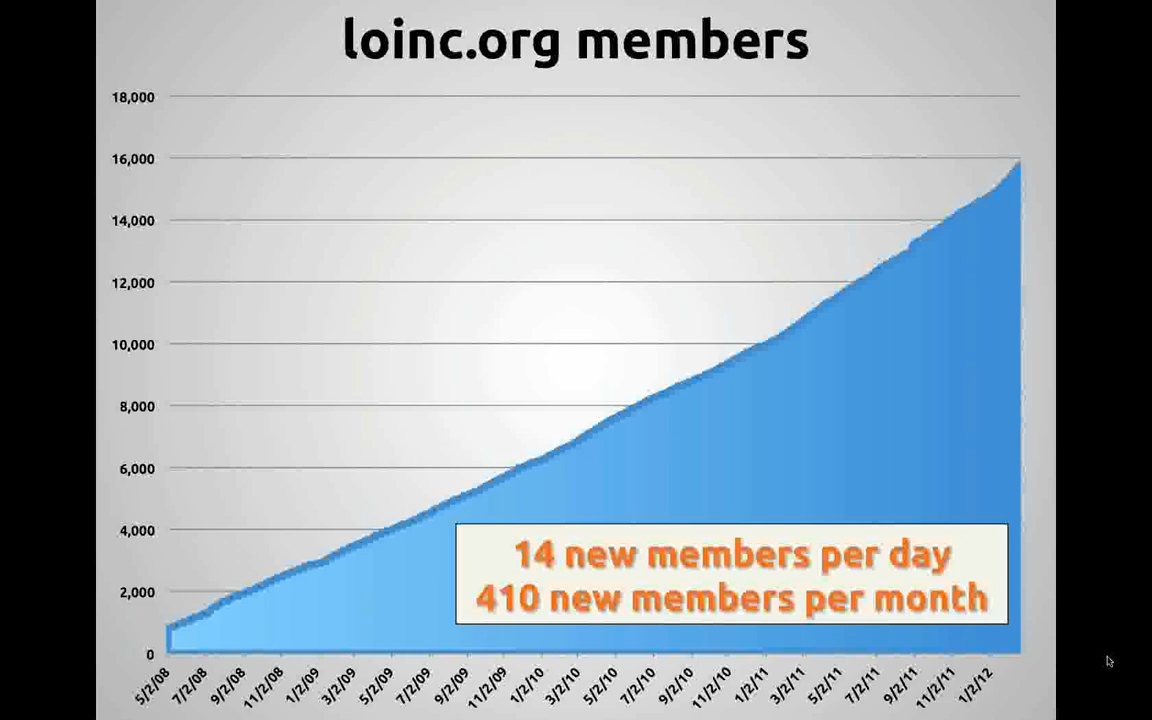 loinc.org members
18,000
16,000
14,000
12,000
10,000
8,000
6,000
4,000
2,000
0
14 new members per day
410 new members per month
5/2/08 7/2/08 9/2/08 11/2/08 1/2/09 3/2/09 5/2/09 7/2/09 9/2/09 11/2/09 1/2/10 3/2/10 5/2/10 7/2/10 9/2/10 11/2/10 1/2/11 3/2/11 5/2/11 7/2/11 9/2/11 11/2/11 1/2/12